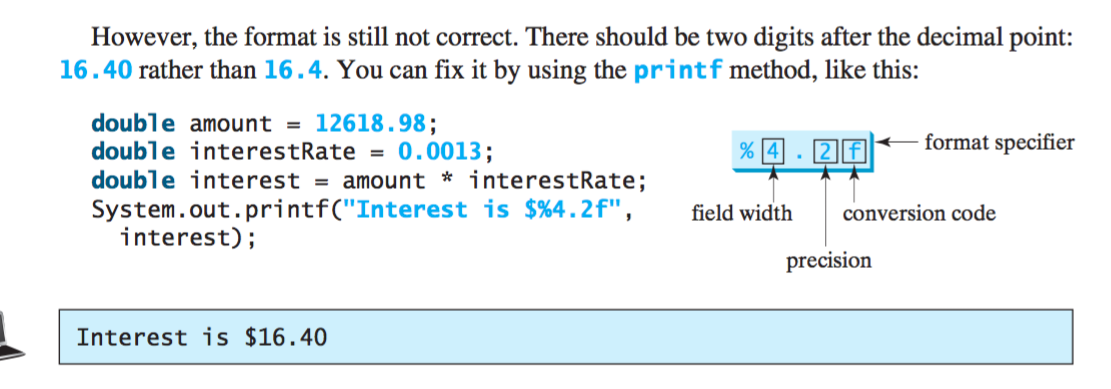 However, the format is still not correct. There should be two digits after the decimal point:
16.40 rather than 16.4. You can fix it by using the printf method, like this:
double amount = 12618.98;
double interestRate = 0.0013;
double interest = amount * interestRate;
System.out.printf("Interest is $%4.2f",
interest);
% 4 . 2 f
format specifier
field width
conversion code
precision
Interest is $16.40